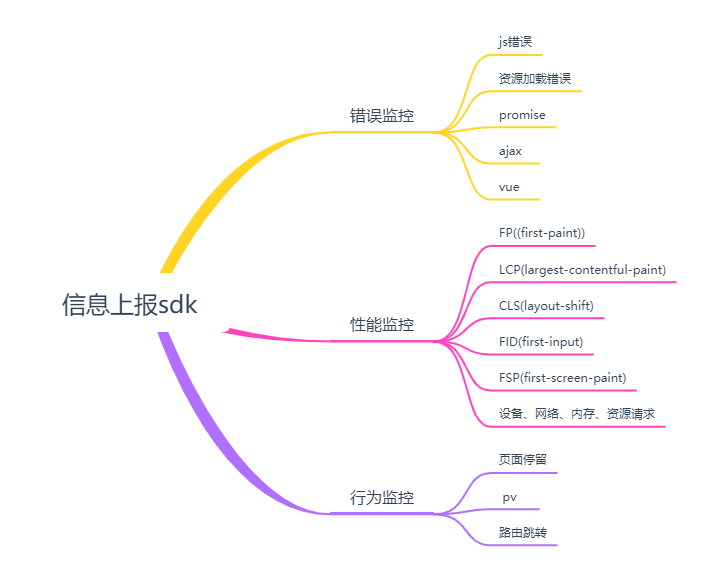 信息上报sdk
错误监控
js错误
资源加载错误
promise
ajax
vue
性能监控
FP((first-paint))
LCP(largest-contentful-paint)
CLS(layout-shift)
FID(first-input)
FSP(first-screen-paint)
设备、网络、内存、资源请求
行为监控
页面停留
pv
路由跳转